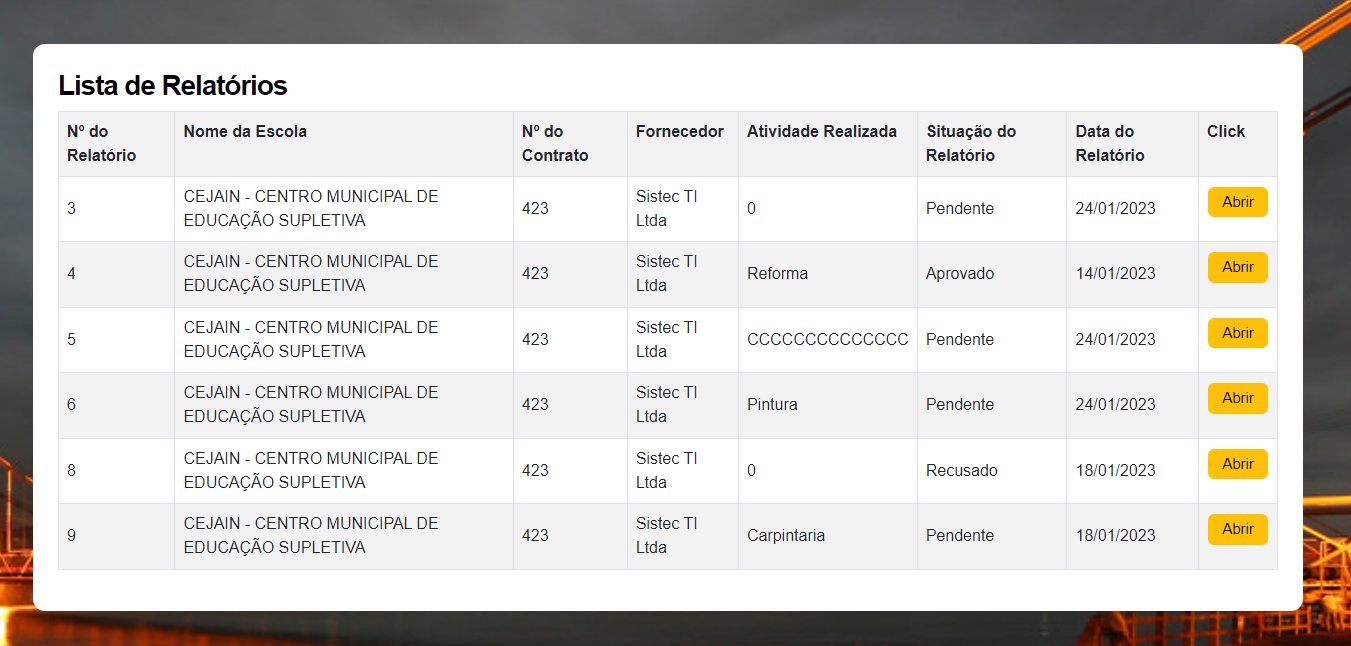 Lista de Relatórios
Nº do Relatório Nome da Escola Nº do Contrato Fornecedor Atividade Realizada Situação do Relatório Data do Relatório Click
3 CEJAIN - CENTRO MUNICIPAL DE EDUCAÇÃO SUPLETIVA 423 Sistec TI Ltda 0 Pendente 24/01/2023 Abrir
4 CEJAIN - CENTRO MUNICIPAL DE EDUCAÇÃO SUPLETIVA 423 Sistec TI Ltda Reforma Aprovado 14/01/2023 Abrir
5 CEJAIN - CENTRO MUNICIPAL DE EDUCAÇÃO SUPLETIVA 423 Sistec TI Ltda CCCCCCCCCCCCCC Pendente 24/01/2023 Abrir
6 CEJAIN - CENTRO MUNICIPAL DE EDUCAÇÃO SUPLETIVA 423 Sistec TI Ltda Pintura Pendente 24/01/2023 Abrir
8 CEJAIN - CENTRO MUNICIPAL DE EDUCAÇÃO SUPLETIVA 423 Sistec TI Ltda 0 Recusado 18/01/2023 Abrir
9 CEJAIN - CENTRO MUNICIPAL DE EDUCAÇÃO SUPLETIVA 423 Sistec TI Ltda Carpintaria Pendente 18/01/2023 Abrir